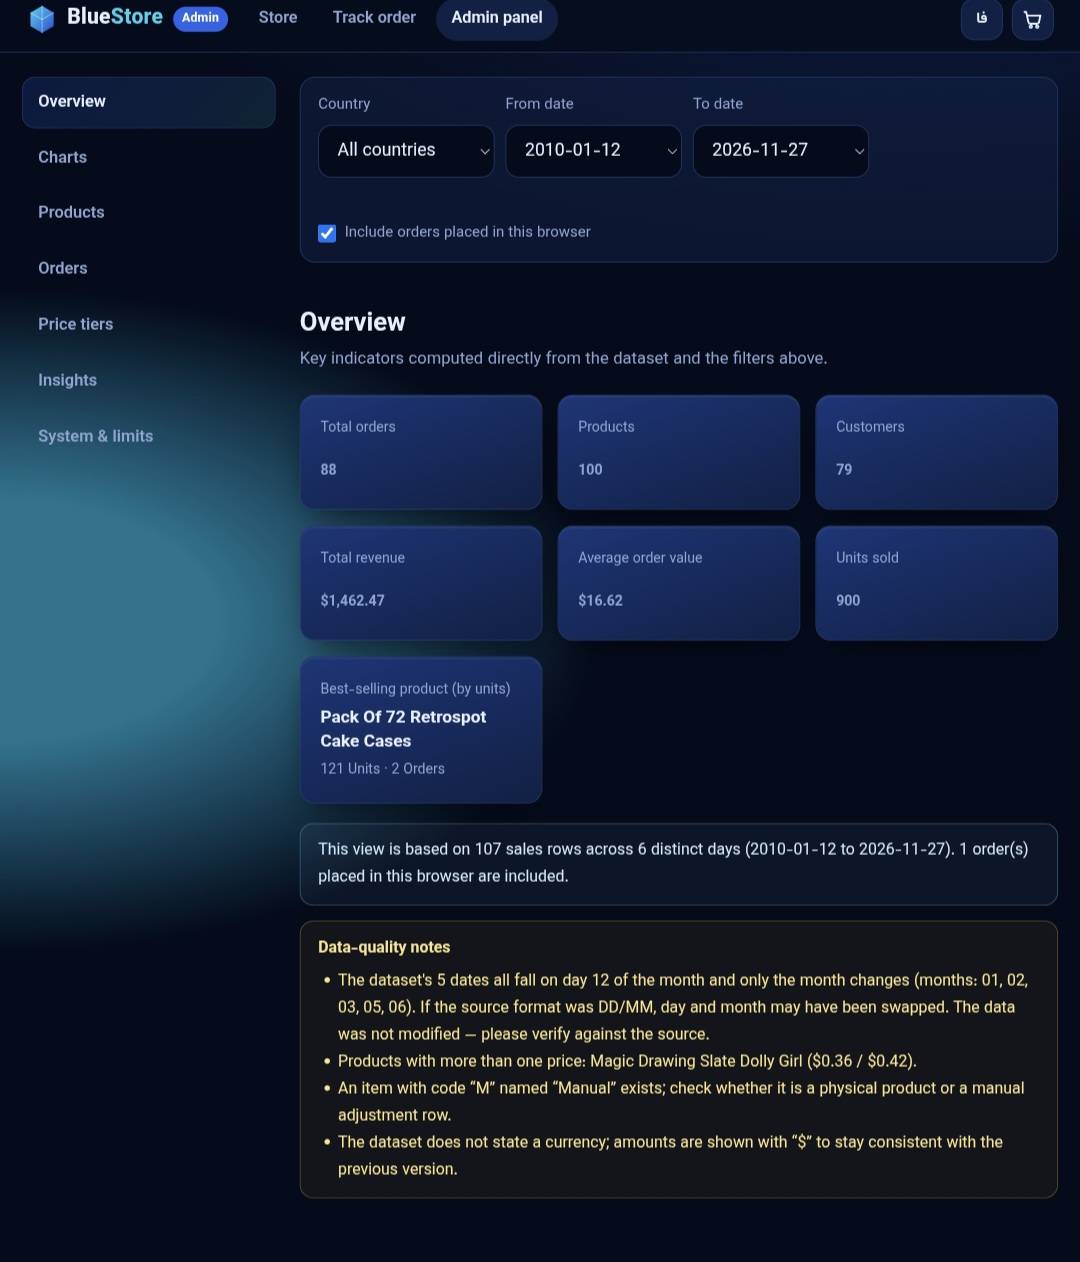 BlueStore Admin Store Track order Admin panel فا
Overview
Charts
Products
Orders
Price tiers
Insights
System & limits
Country From date To date
All countries 2010-01-12 2026-11-27
Include orders placed in this browser
Overview
Key indicators computed directly from the dataset and the filters above.
Total orders
88
Products
100
Customers
79
Total revenue
$1,462.47
Average order value
$16.62
Units sold
900
Best-selling product (by units)
Pack Of 72 Retrospot
Cake Cases
121 Units · 2 Orders
This view is based on 107 sales rows across 6 distinct days (2010-01-12 to 2026-11-27). 1 order(s)
placed in this browser are included.
Data-quality notes
• The dataset's 5 dates all fall on day 12 of the month and only the month changes (months: 01, 02,
03, 05, 06). If the source format was DD/MM, day and month may have been swapped. The data
was not modified — please verify against the source.
• Products with more than one price: Magic Drawing Slate Dolly Girl ($0.36 / $0.42).
• An item with code “M” named “Manual” exists; check whether it is a physical product or a manual
adjustment row.
• The dataset does not state a currency; amounts are shown with “$” to stay consistent with the
previous version.